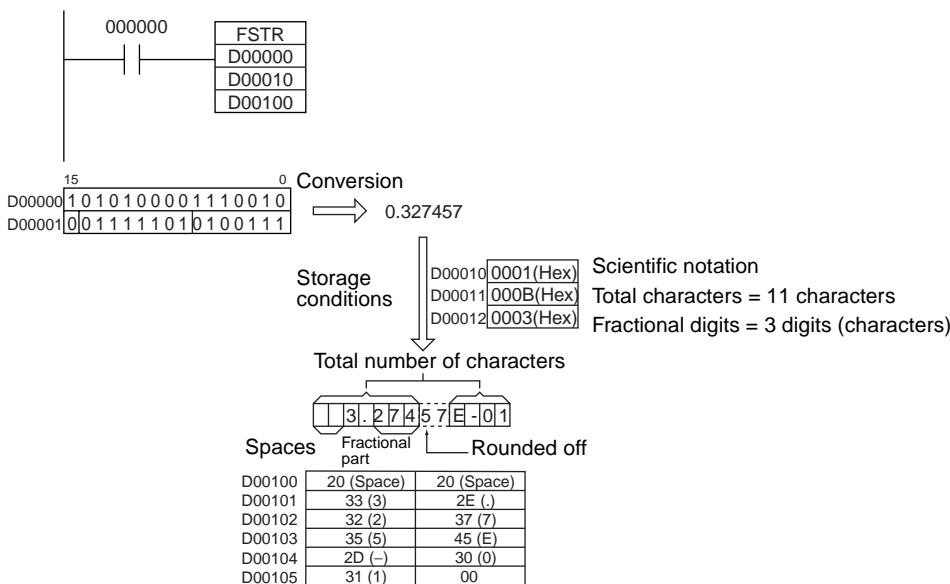 000000
FSTR
D00000
D00010
D00100
15 0
Conversion
D00000 1 0 1 0 1 0 0 0 0 1 1 1 0 0 1 0
D00001 0 0 1 1 1 1 1 0 1 0 1 0 0 1 1 1
0.327457
Storage conditions
D00010 0001(Hex) Scientific notation
D00011 000B(Hex) Total characters = 11 characters
D00012 0003(Hex) Fractional digits = 3 digits (characters)
Total number of characters
3 . 2 7 4 5 7 E - 0 1
Spaces
Fractional part
Rounded off
D00100 20 (Space) 20 (Space)
D00101 33 (3) 2E (.)
D00102 32 (2) 37 (7)
D00103 35 (5) 45 (E)
D00104 2D (–) 30 (0)
D00105 31 (1) 00